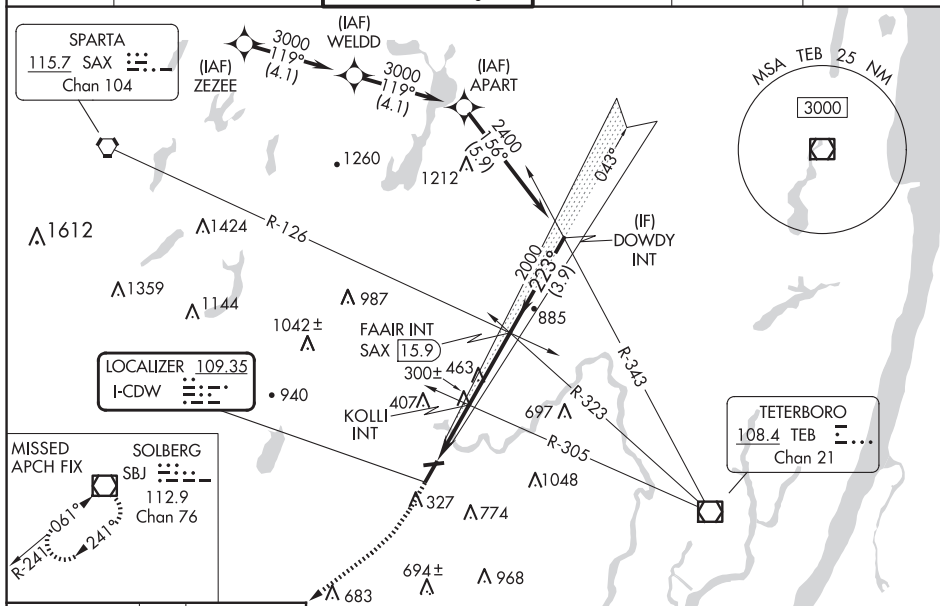 SPARTA
115.7 SAX
Chan 104
(IAF)
ZEZEE
3000
119°
(4.1)
(IAF)
WELDD
3000
119°
(4.1)
(IAF)
APART
2400
156°
(5.9)
MSA TEB 25 NM
3000
1260
1212
043°
(IF)
DOWDY
INT
R-126
1612
1424
2000
223°
(3.9)
1359
1144
987
885
1042 ±
FAAIR INT
SAX 15.9
R-343
LOCALIZER 109.35
I-CDW
940
463
300±
407
R-323
KOLLI
INT
697
R-305
TETERBORO
108.4 TEB
Chan 21
MISSED
APCH FIX
SOLBERG
SBJ
112.9
Chan 76
061°
241°
R-241
1048
327
774
694±
968
683